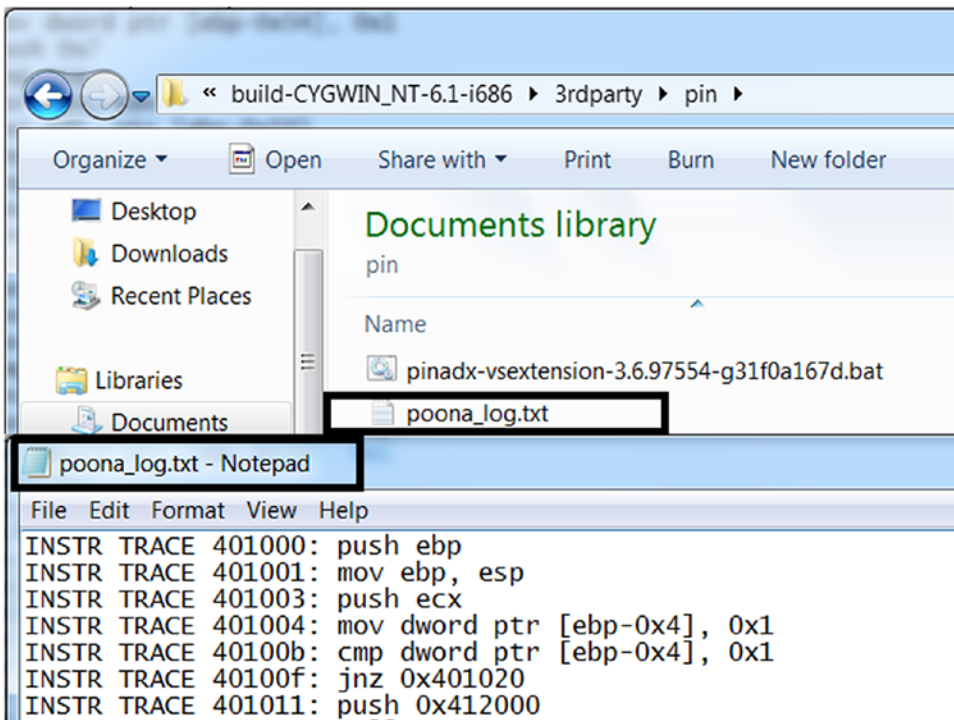 « build-CYGWIN_NT-6.1-i686 ▸ 3rdparty ▸ pin ▸
Organize ▾ Open Share with ▾ Print Burn New folder
Desktop
Downloads
Recent Places
Libraries
Documents
Documents library
pin
Name
pinadx-vsextension-3.6.97554-g31f0a167d.bat
poona_log.txt
poona_log.txt - Notepad
File Edit Format View Help
INSTR TRACE 401000: push ebp
INSTR TRACE 401001: mov ebp, esp
INSTR TRACE 401003: push ecx
INSTR TRACE 401004: mov dword ptr [ebp-0x4], 0x1
INSTR TRACE 40100b: cmp dword ptr [ebp-0x4], 0x1
INSTR TRACE 40100f: jnz 0x401020
INSTR TRACE 401011: push 0x412000